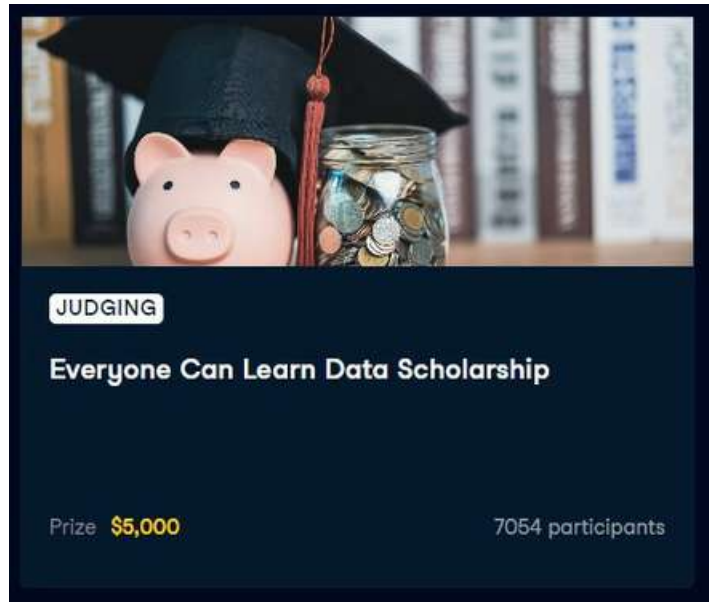 JUDGING
Everyone Can Learn Data Scholarship
Prize $5,000
7054 participants